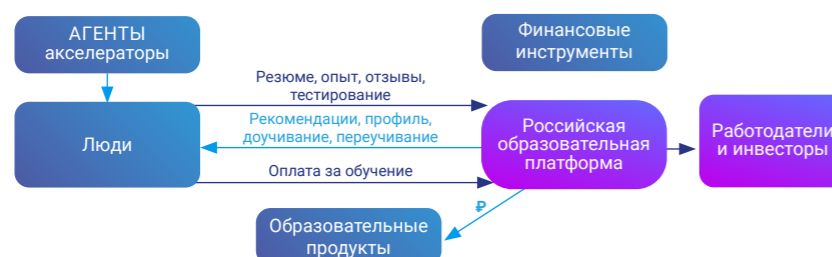 АГЕНТЫ
акселераторы
Финансовые
инструменты
Резюме, опыт, отзывы,
тестирование
Люди
Рекомендации, профиль,
доучивание, переучивание
Российская
образовательная
платформа
Работодатели
и инвесторы
Оплата за обучение
₽
Образовательные
продукты